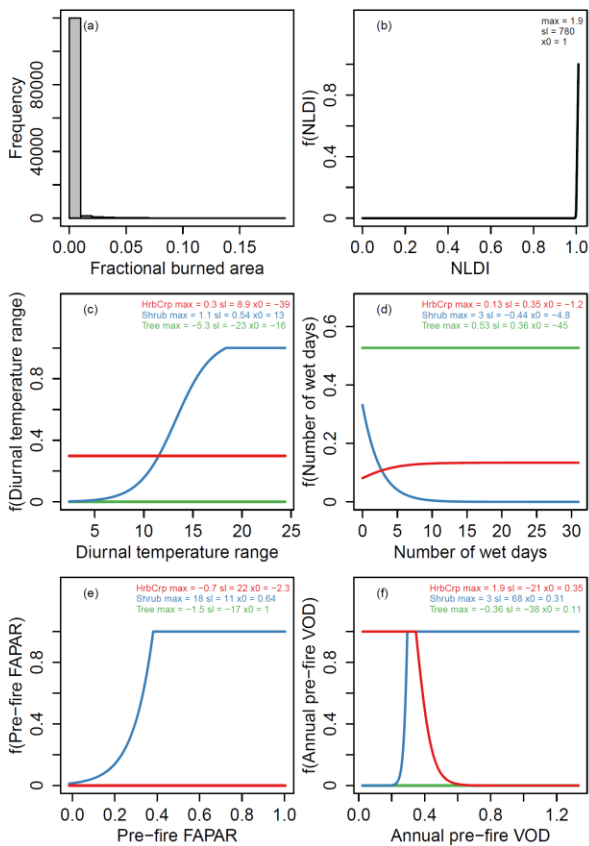 (a)
Frequency
0 40000 80000
0.00 0.05 0.10 0.15
Fractional burned area
(b)
max = 1.9
sl = 780
x0 = 1
f(NLDI)
0 0.4 0.8
0.0 0.2 0.4 0.6 0.8 1.0
NLDI
(c)
HrbCrp max = 0.3 sl = 8.9 x0 = −39
Shrub max = 1.1 sl = 0.54 x0 = 13
Tree max = −5.3 sl = −23 x0 = −16
f(Diurnal temperature range)
0 0.4 0.8
5 10 15 20 25
Diurnal temperature range
(d)
HrbCrp max = 0.13 sl = 0.35 x0 = −1.2
Shrub max = 3 sl = −0.44 x0 = −4.8
Tree max = 0.53 sl = 0.36 x0 = −45
f(Number of wet days)
0 0.2 0.6
0 5 10 15 20 25 30
Number of wet days
(e)
HrbCrp max = −0.7 sl = 22 x0 = −2.3
Shrub max = 18 sl = 11 x0 = 0.64
Tree max = −1.5 sl = −17 x0 = 1
f(Pre−fire FAPAR)
0 0.4 0.8
0.0 0.2 0.4 0.6 0.8 1.0
Pre−fire FAPAR
(f)
HrbCrp max = 1.9 sl = −21 x0 = 0.35
Shrub max = 3 sl = 68 x0 = 0.31
Tree max = −0.36 sl = −38 x0 = 0.11
f(Annual pre−fire VOD)
0 0.4 0.8
0.0 0.4 0.8 1.2
Annual pre−fire VOD